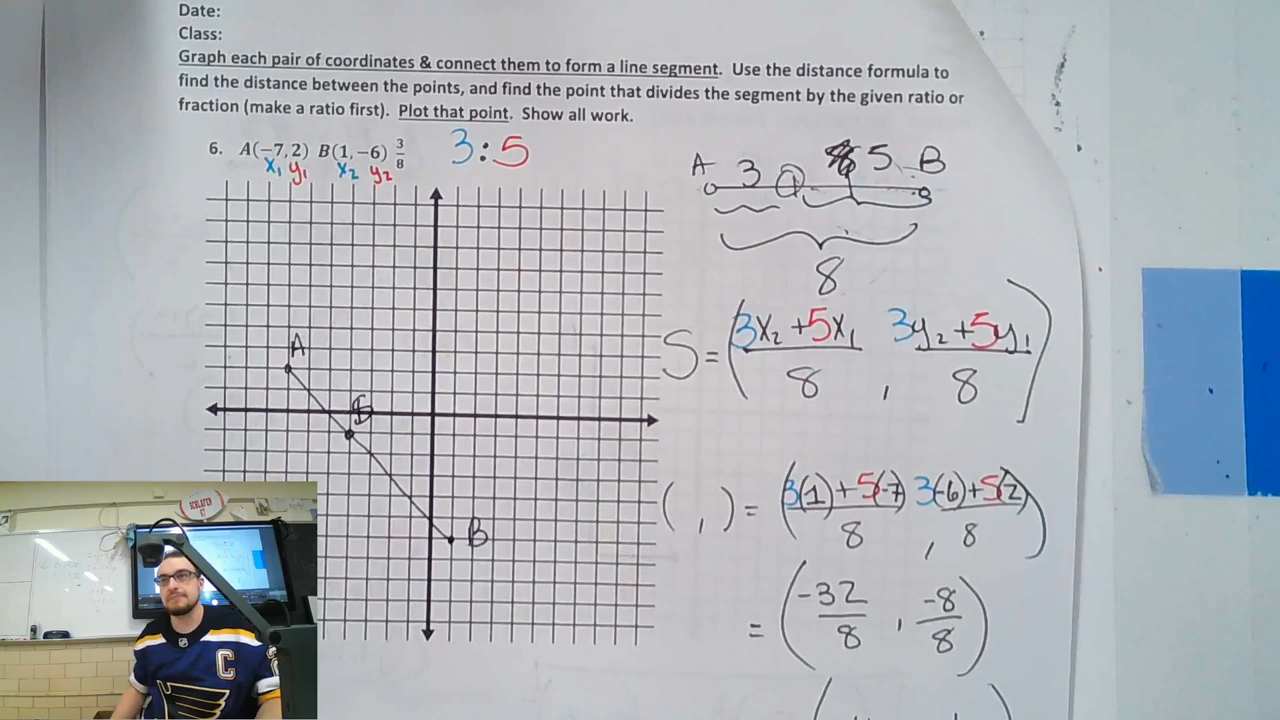 Date:
Class:
Graph each pair of coordinates & connect them to form a line segment. Use the distance formula to
find the distance between the points, and find the point that divides the segment by the given ratio or
fraction (make a ratio first). Plot that point. Show all work.
6. A(−7,2) B(1,−6) 3/8 3:5
x₁ y₁ x₂ y₂
A 3 5 B
8
S = (3x₂ + 5x₁ / 8 , 3y₂ + 5y₁ / 8)
A
S
B
( , ) = (3(1)+5(-7) / 8 , 3(-6)+5(2) / 8)
= (-32/8 , -8/8)
C